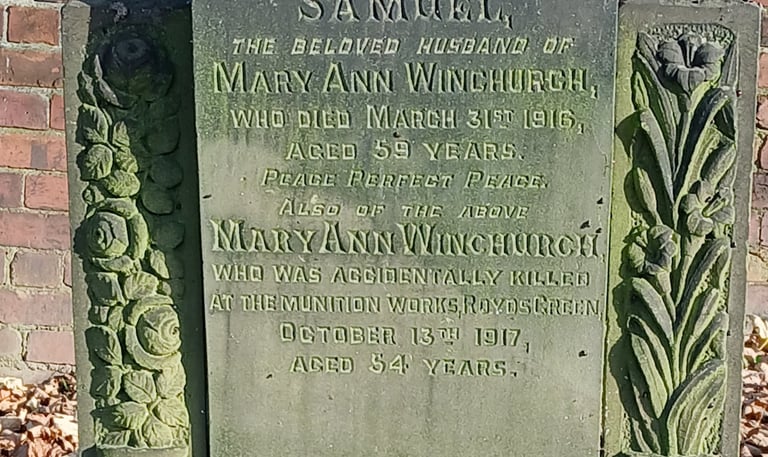 SAMUEL,
THE BELOVED HUSBAND OF
MARY ANN WINCHURCH,
WHO DIED MARCH 31ST 1916,
AGED 59 YEARS.
PEACE PERFECT PEACE.
ALSO OF THE ABOVE
MARY ANN WINCHURCH,
WHO WAS ACCIDENTALLY KILLED
AT THE MUNITION WORKS, ROYDS GREEN,
OCTOBER 13TH 1917,
AGED 54 YEARS.